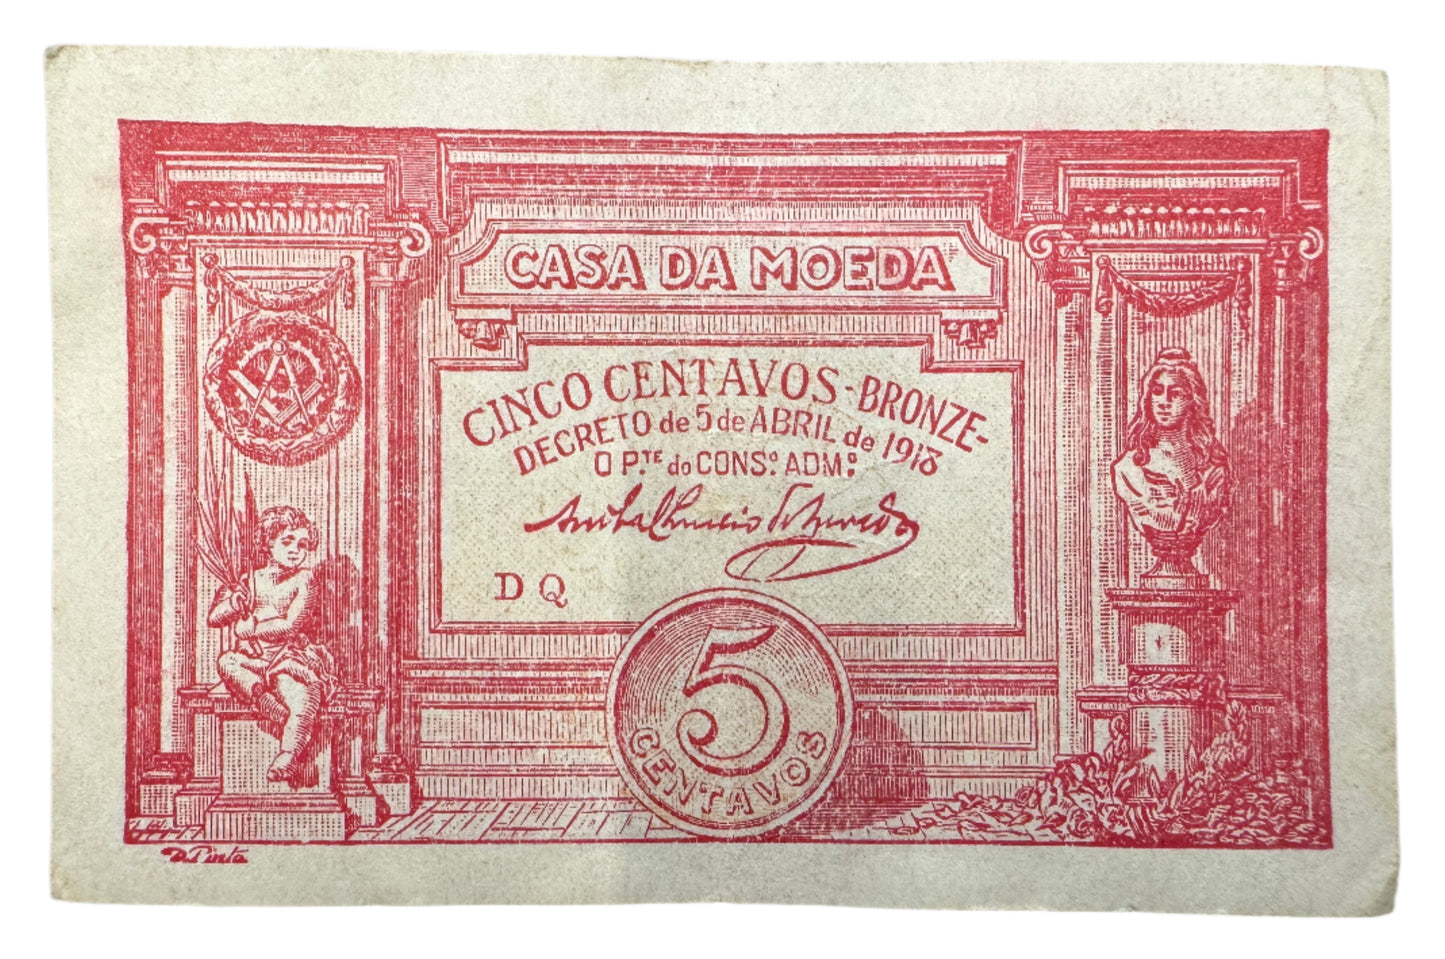 CASA DA MOEDA
CINCO CENTAVOS-BRONZE-
DECRETO de 5 de ABRIL de 1918
O P.TE do CONS.º ADM.º
D Q
5
CENTAVOS
D. Pinta